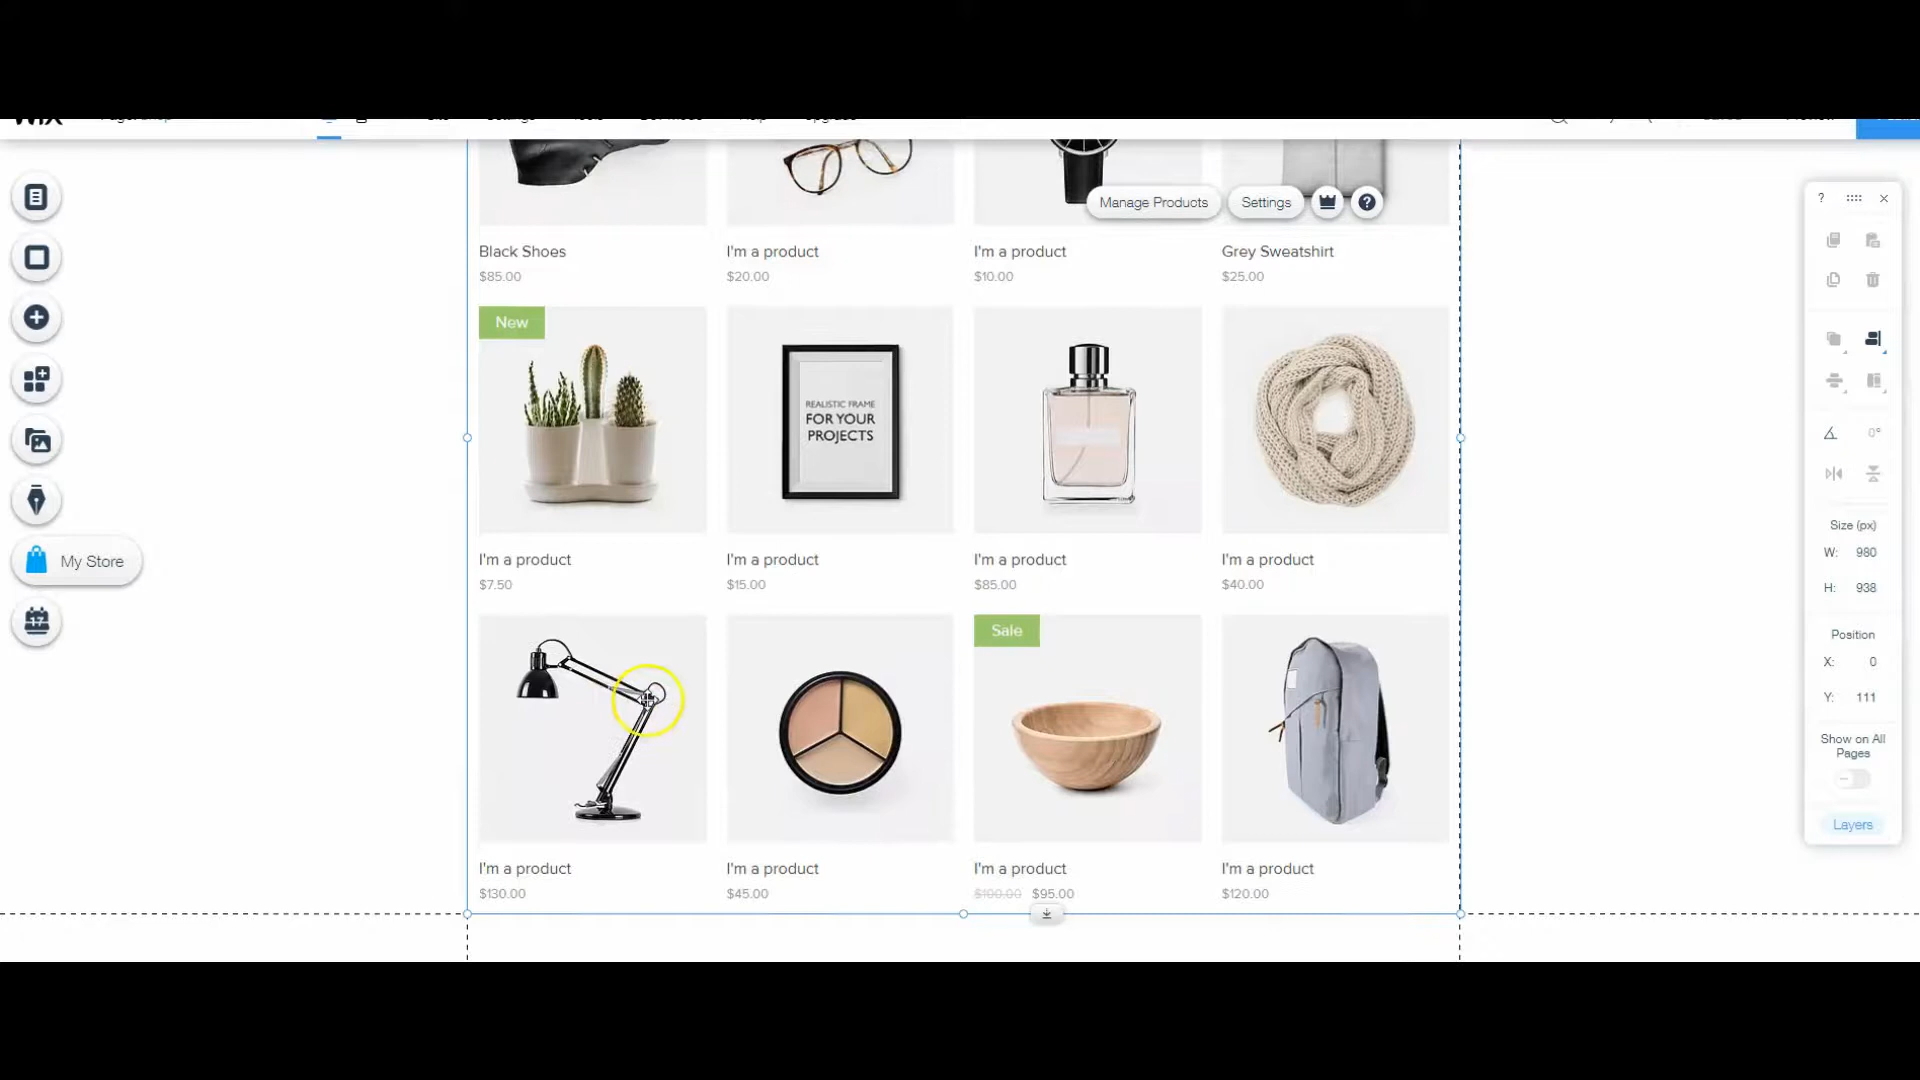 Manage Products
Settings
?
Black Shoes
I'm a product
I'm a product
Grey Sweatshirt
$85.00
$20.00
$10.00
$25.00
New
REALISTIC FRAME
FOR YOUR
PROJECTS
I'm a product
I'm a product
I'm a product
I'm a product
$7.50
$15.00
$85.00
$40.00
My Store
17
Sale
I'm a product
I'm a product
I'm a product
I'm a product
$130.00
$45.00
$100.00 $95.00
$120.00
?
0°
Size (px)
W: 980
H: 938
Position
X: 0
Y: 111
Show on All
Pages
Layers